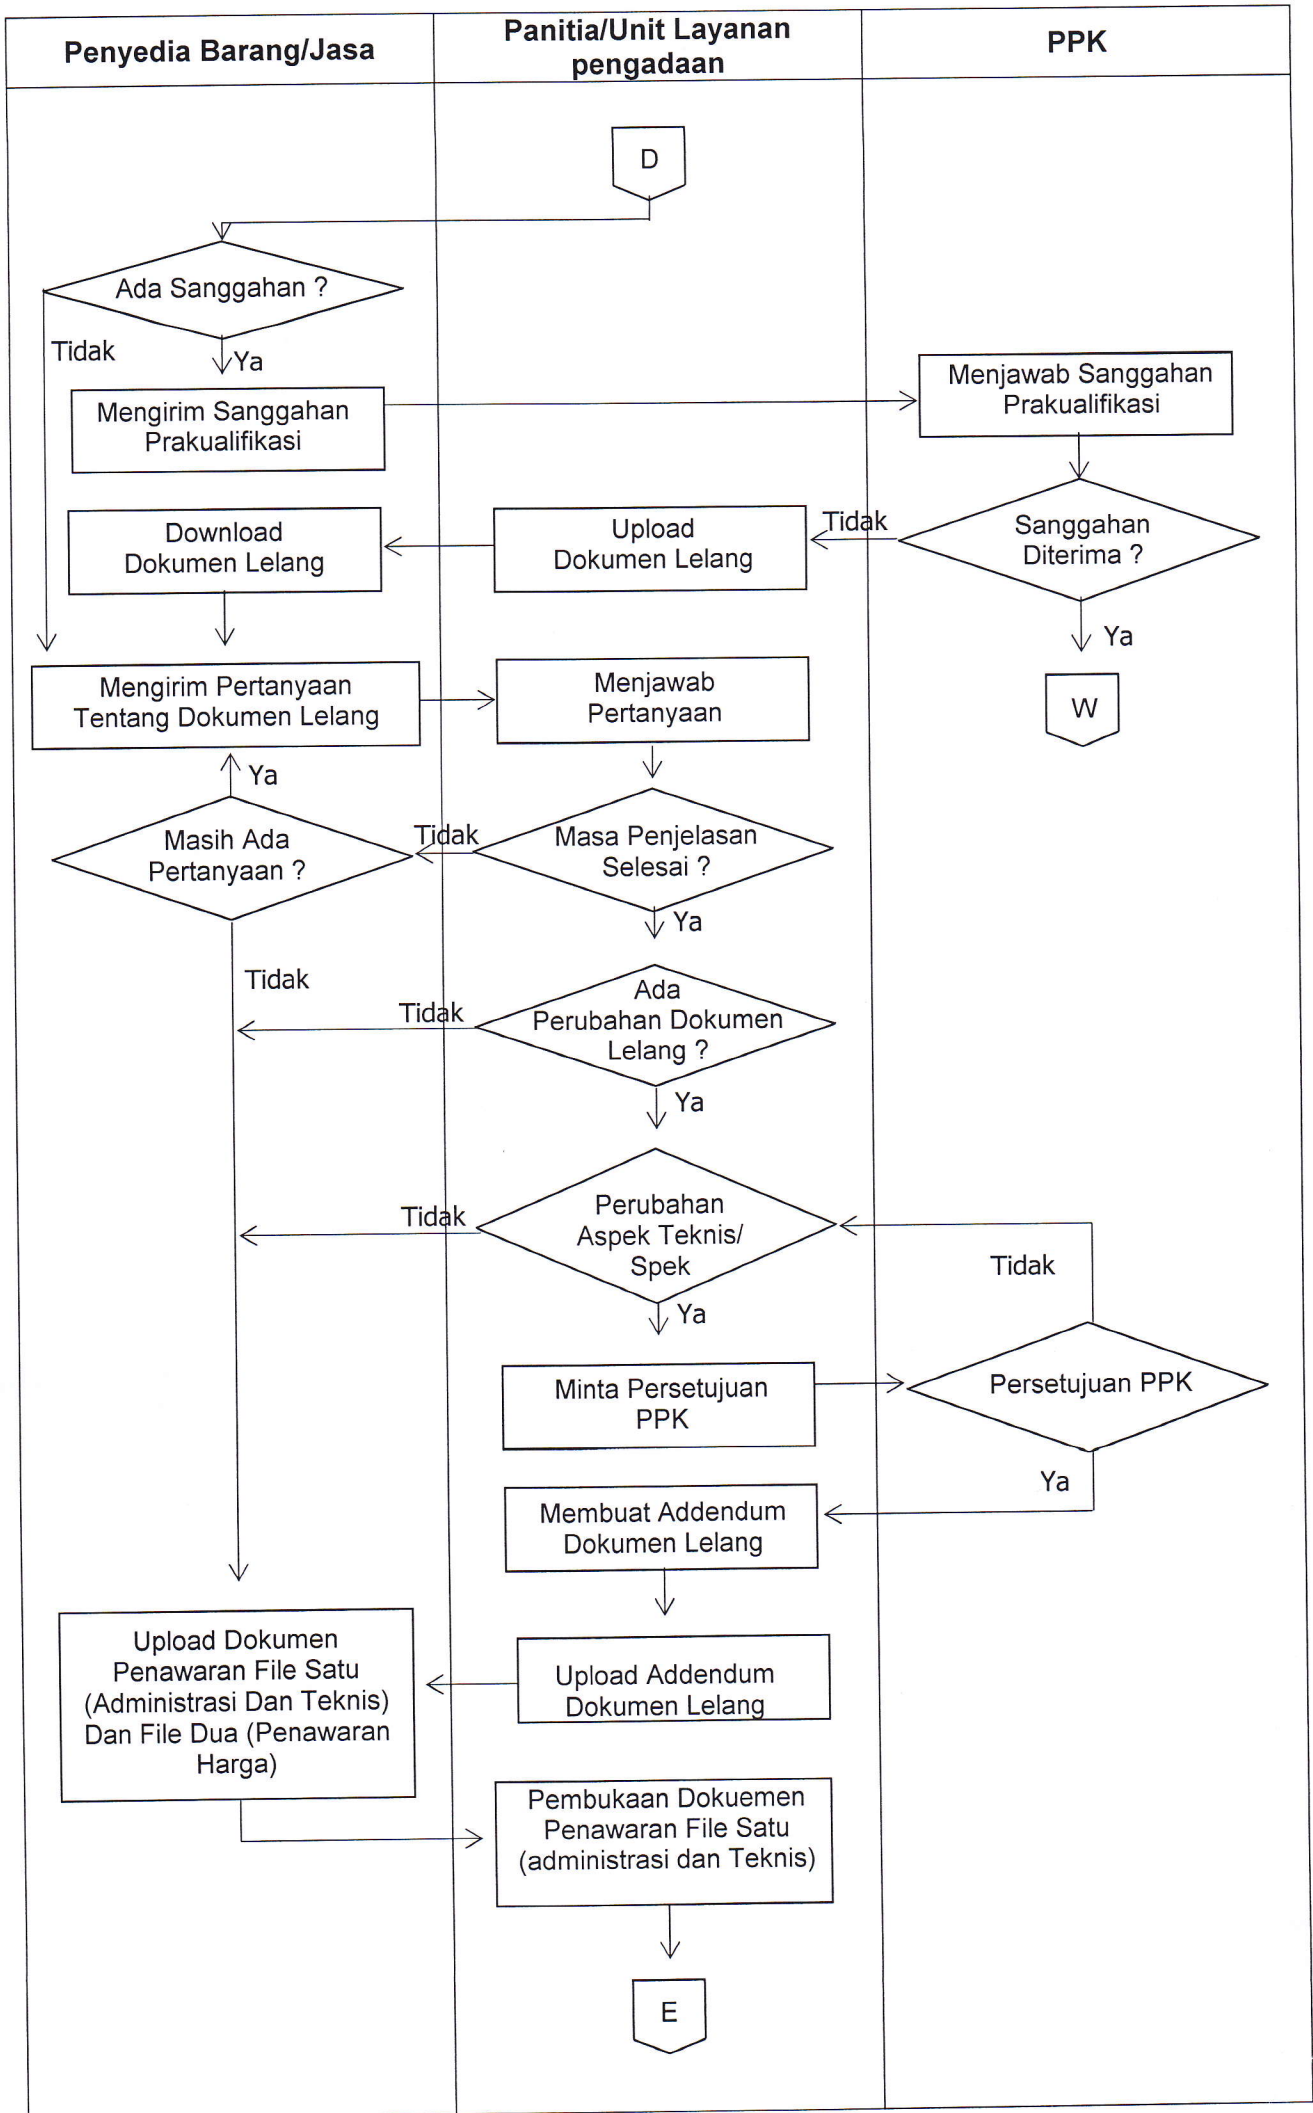 Penyedia Barang/Jasa
Panitia/Unit Layanan
pengadaan
PPK
D
Ada Sanggahan ?
Tidak
Ya
Mengirim Sanggahan
Prakualifikasi
Menjawab Sanggahan
Prakualifikasi
Download
Dokumen Lelang
Upload
Dokumen Lelang
Tidak
Sanggahan
Diterima ?
Ya
W
Mengirim Pertanyaan
Tentang Dokumen Lelang
Menjawab
Pertanyaan
Ya
Masih Ada
Pertanyaan ?
Tidak
Masa Penjelasan
Selesai ?
Ya
Tidak
Tidak
Ada
Perubahan Dokumen
Lelang ?
Ya
Tidak
Perubahan
Aspek Teknis/
Spek
Tidak
Ya
Minta Persetujuan
PPK
Persetujuan PPK
Ya
Membuat Addendum
Dokumen Lelang
Upload Dokumen
Penawaran File Satu
(Administrasi Dan Teknis)
Dan File Dua (Penawaran
Harga)
Upload Addendum
Dokumen Lelang
Pembukaan Dokuemen
Penawaran File Satu
(administrasi dan Teknis)
E